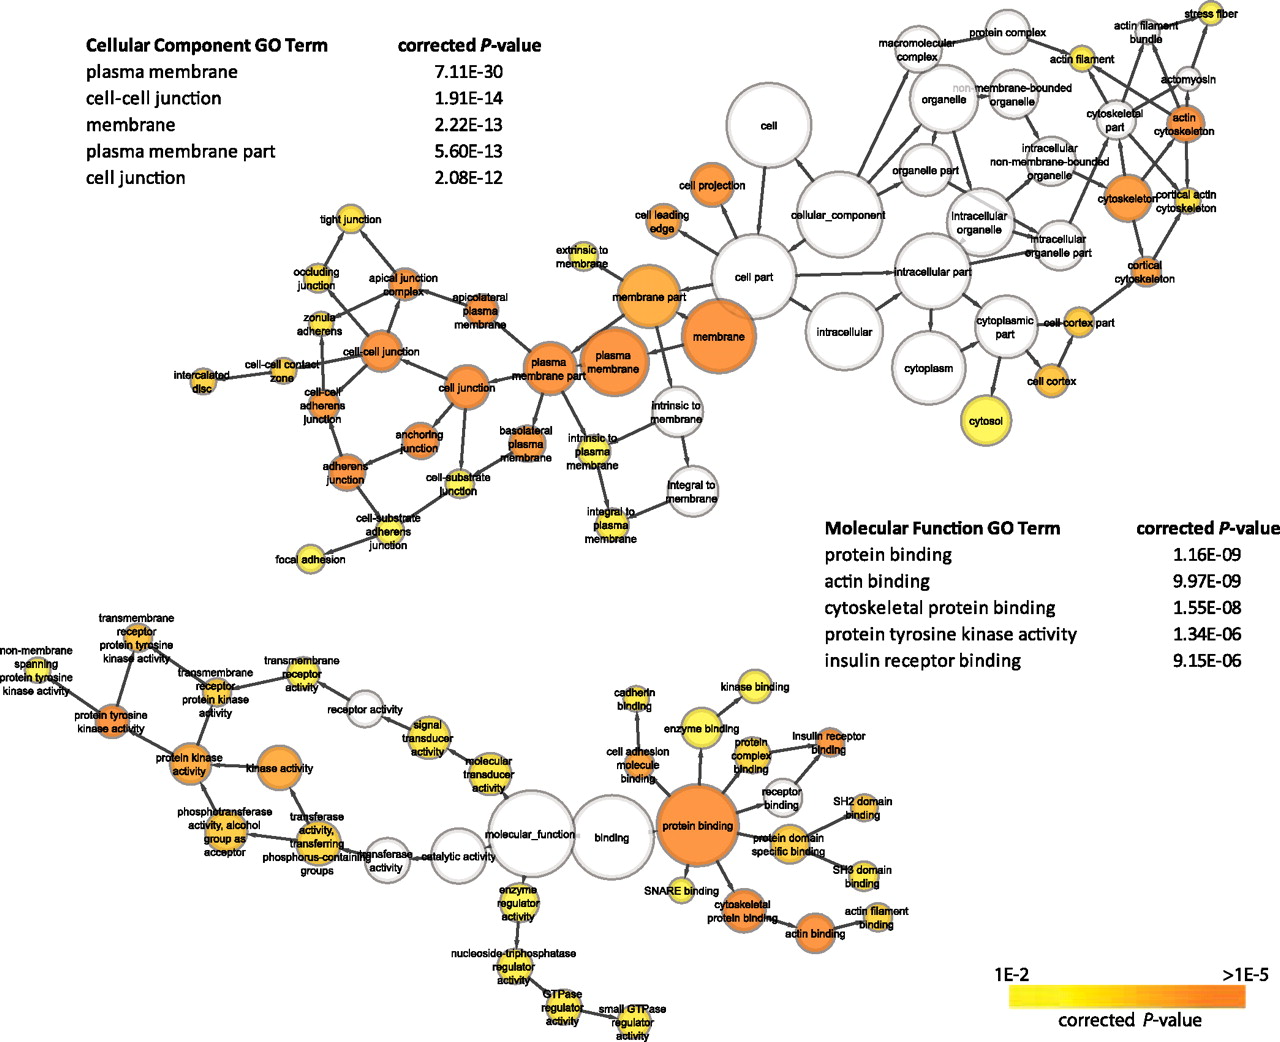 Cellular Component GO Term corrected P-value
plasma membrane 7.11E-30
cell-cell junction 1.91E-14
membrane 2.22E-13
plasma membrane part 5.60E-13
cell junction 2.08E-12
stress fiber
actin filament
bundle
protein complex
macromolecular
complex
actin filament
actomyosin
non-membrane-bounded
organelle
organelle
cytoskeletal
part
actin
cytoskeleton
cell
intracellular
non-membrane-bounded
organelle
organelle part
cell projection
cytoskeleton
cortical actin
cytoskeleton
cellular_component
cell leading
edge
intracellular
organelle
intracellular
organelle part
tight junction
extrinsic to
membrane
cell part
intracellular part
cortical
cytoskeleton
occluding
junction
apical junction
complex
membrane part
apicolateral
plasma
membrane
zonula
adherens
intracellular
cytoplasmic
part
cell cortex part
membrane
cell-cell junction
plasma
membrane
plasma
membrane part
cell-cell contact
zone
intercalated
disc
cytoplasm
cell cortex
cell junction
cell-cell
adherens
junction
intrinsic to
membrane
cytosol
anchoring
junction
basolateral
plasma
membrane
intrinsic to
plasma
membrane
adherens
junction
cell-substrate
junction
integral to
membrane
cell-substrate
adherens
junction
integral to
plasma
membrane
focal adhesion
Molecular Function GO Term corrected P-value
protein binding 1.16E-09
actin binding 9.97E-09
cytoskeletal protein binding 1.55E-08
protein tyrosine kinase activity 1.34E-06
insulin receptor binding 9.15E-06
transmembrane
receptor
protein tyrosine
kinase activity
non-membrane
spanning
protein tyrosine
kinase activity
transmembrane
receptor
protein kinase
activity
transmembrane
receptor
activity
receptor activity
protein tyrosine
kinase activity
signal
transducer
activity
protein kinase
activity
kinase activity
molecular
transducer
activity
phosphotransferase
activity, alcohol
group as
acceptor
transferase
activity,
transferring
phosphorus-containing
groups
transferase
activity
catalytic activity
molecular_function
binding
protein binding
cadherin
binding
kinase binding
enzyme binding
cell adhesion
molecule
binding
protein
complex
binding
insulin receptor
binding
receptor
binding
SH2 domain
binding
protein domain
specific binding
SH3 domain
binding
SNARE binding
cytoskeletal
protein binding
actin filament
binding
actin binding
enzyme
regulator
activity
nucleoside-triphosphatase
regulator
activity
GTPase
regulator
activity
small GTPase
regulator
activity
1E-2 >1E-5
corrected P-value